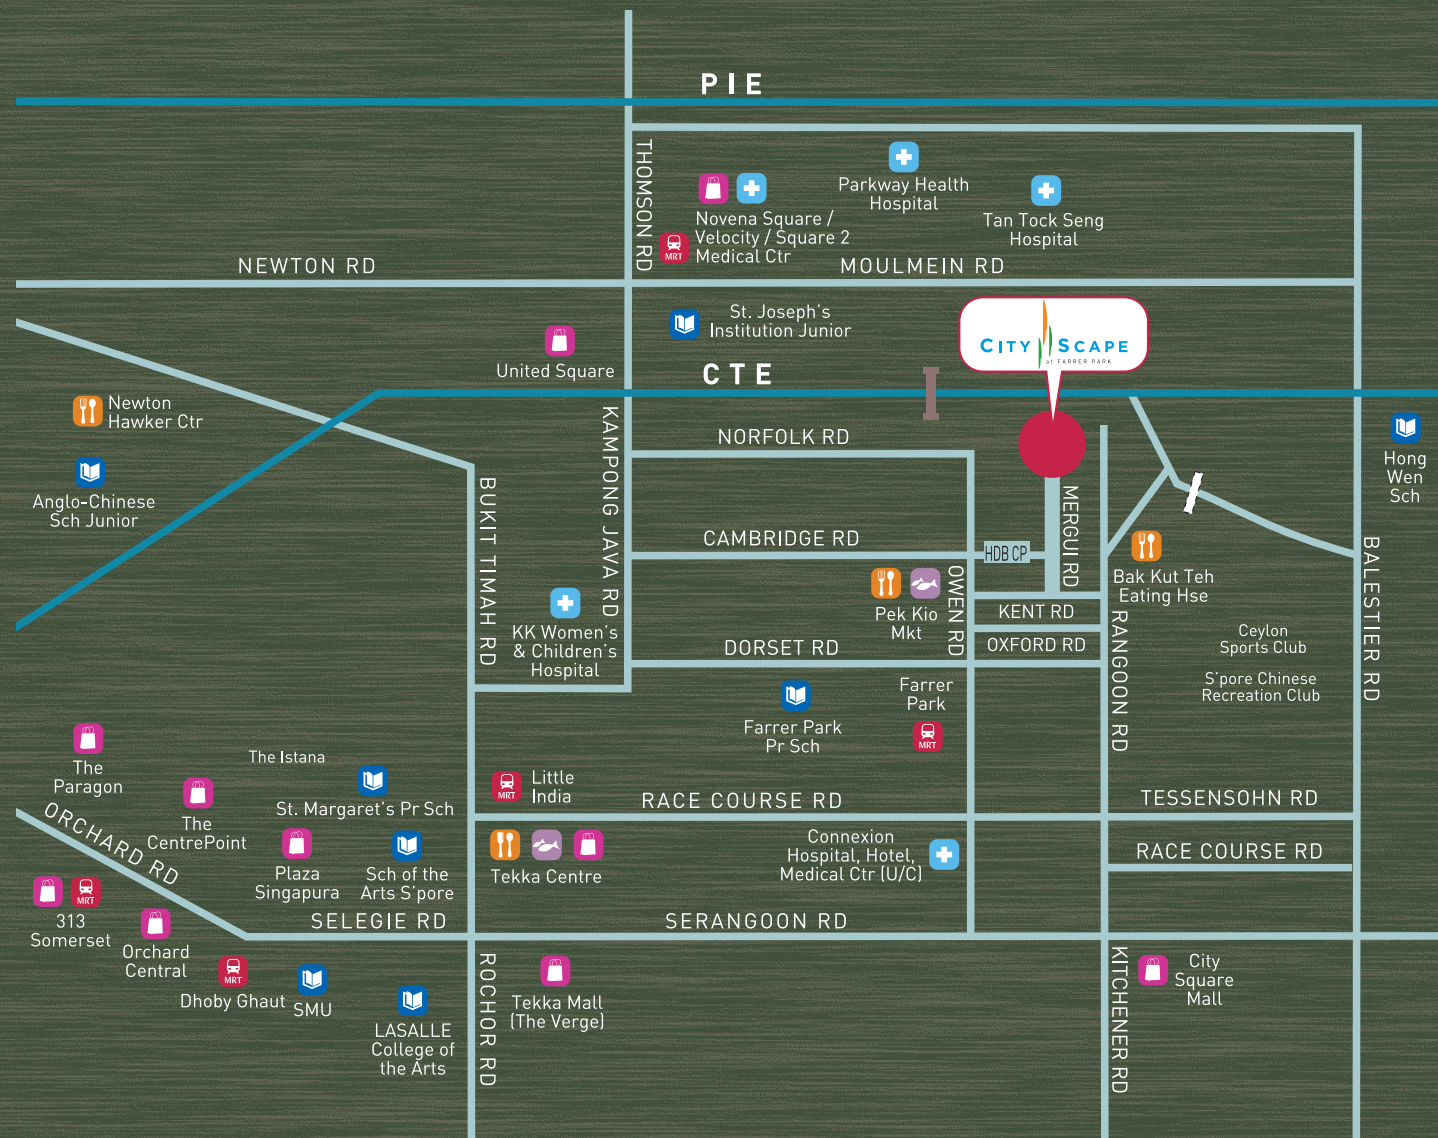 PIE
THOMSON RD
Parkway Health
Hospital
Novena Square /
Velocity / Square 2
Medical Ctr
MRT
Tan Tock Seng
Hospital
NEWTON RD
MOULMEIN RD
St. Joseph's
Institution Junior
CITY SCAPE
at FARRER PARK
United Square
CTE
Newton
Hawker Ctr
KAMPONG JAVA RD
NORFOLK RD
Hong
Wen
Sch
Anglo-Chinese
Sch Junior
BUKIT TIMAH RD
MERGUI RD
CAMBRIDGE RD
HDB CP
BALESTIER RD
Bak Kut Teh
Eating Hse
OWEN RD
Pek Kio
Mkt
KENT RD
KK Women's
& Children's
Hospital
RANGOON RD
Ceylon
Sports Club
DORSET RD
OXFORD RD
S'pore Chinese
Recreation Club
Farrer
Park
MRT
Farrer Park
Pr Sch
The
Paragon
The Istana
St. Margaret's Pr Sch
MRT
Little
India
RACE COURSE RD
TESSENSOHN RD
ORCHARD RD
The
CentrePoint
Plaza
Singapura
Sch of the
Arts S'pore
Tekka Centre
Connexion
Hospital, Hotel,
Medical Ctr (U/C)
RACE COURSE RD
MRT
313
Somerset
SELEGIE RD
SERANGOON RD
Orchard
Central
MRT
Dhoby Ghaut
SMU
LASALLE
College of
the Arts
ROCHOR RD
Tekka Mall
(The Verge)
KITCHENER RD
City
Square
Mall